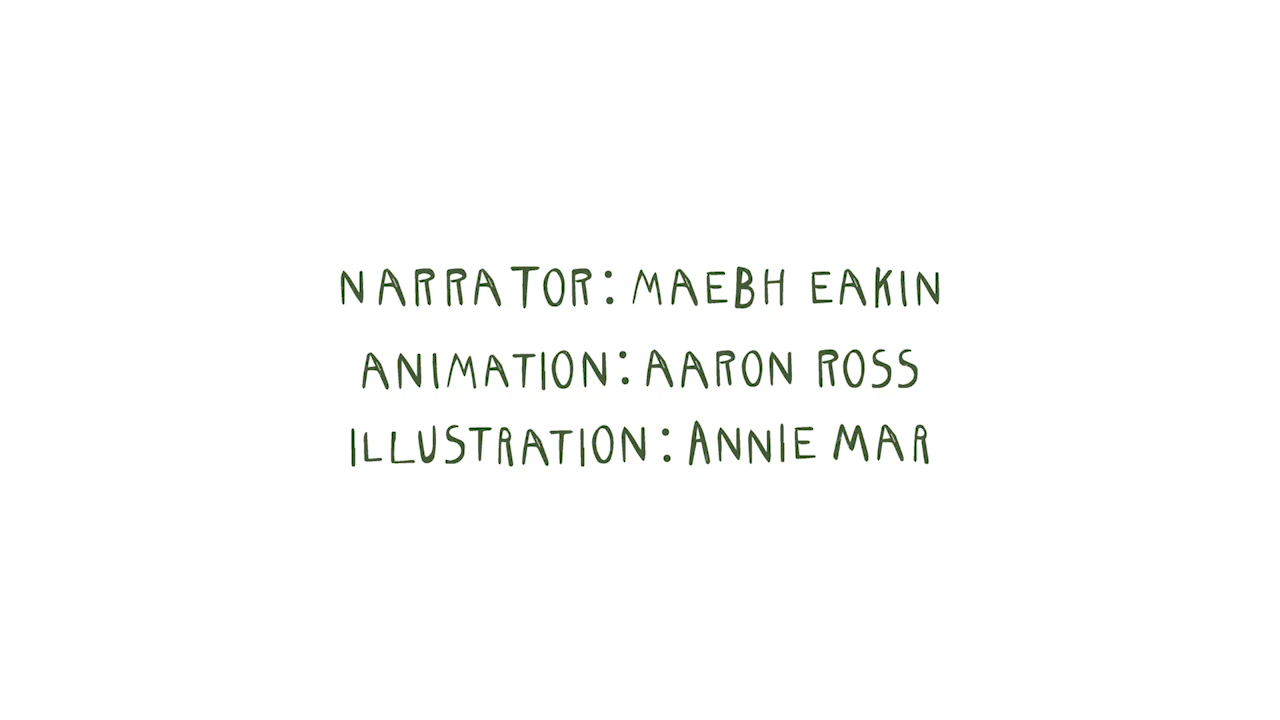 NARRATOR: MAEBH EAKIN
ANIMATION: AARON ROSS
ILLUSTRATION: ANNIE MAR